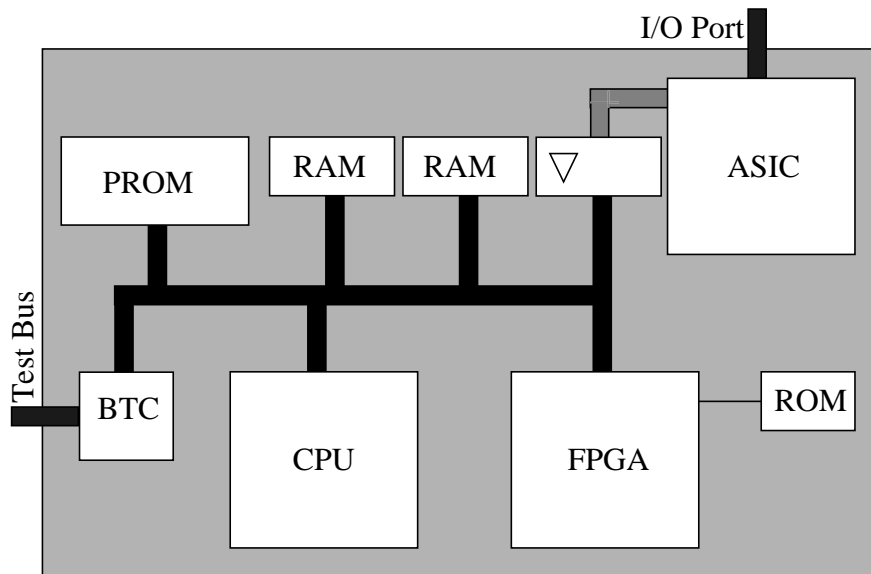 I/O Port
PROM
RAM
RAM
ASIC
Test Bus
BTC
CPU
FPGA
ROM